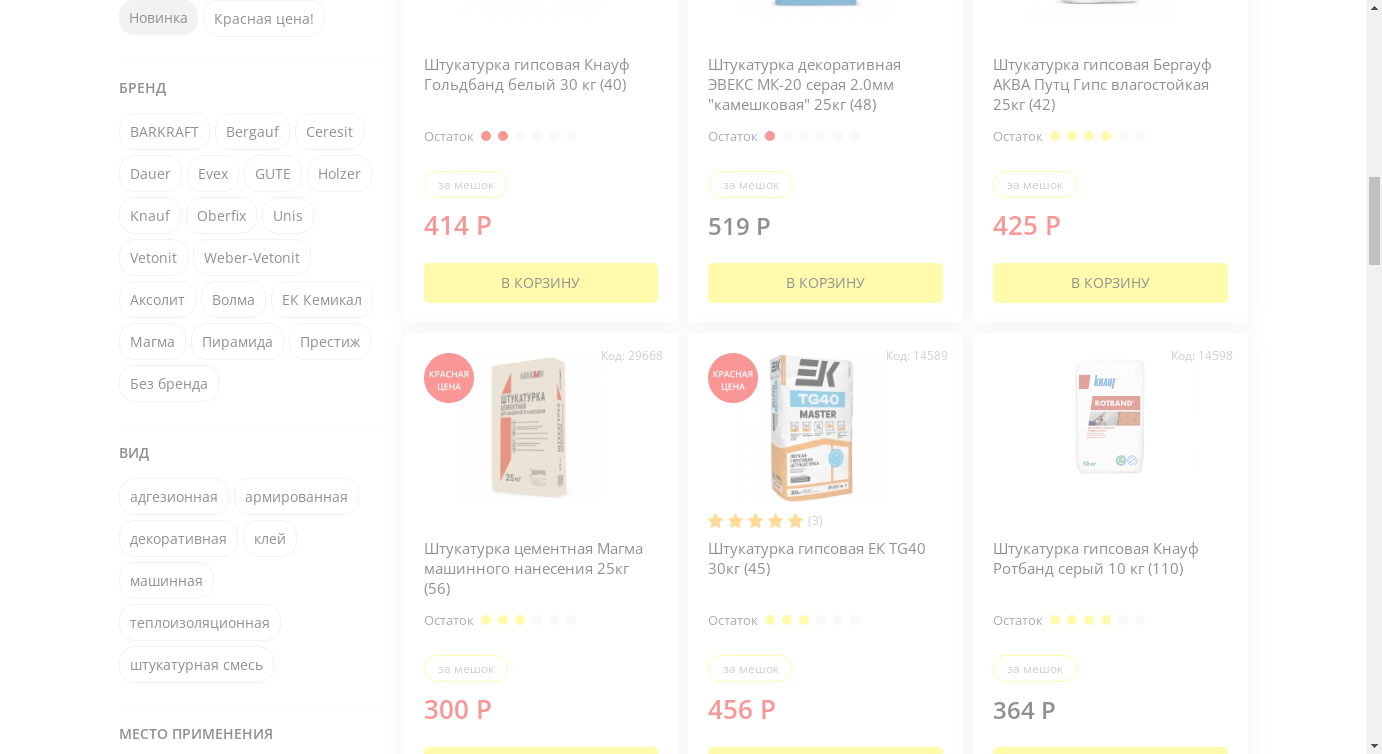 Новинка
Красная цена!
БРЕНД
BARKRAFT
Bergauf
Ceresit
Dauer
Evex
GUTE
Holzer
Knauf
Oberfix
Unis
Vetonit
Weber-Vetonit
Аксолит
Волма
ЕК Кемикал
Магма
Пирамида
Престиж
Без бренда
ВИД
адгезионная
армированная
декоративная
клей
машинная
теплоизоляционная
штукатурная смесь
МЕСТО ПРИМЕНЕНИЯ
Штукатурка гипсовая Кнауф
Гольдбанд белый 30 кг (40)
Остаток
за мешок
414 Р
В КОРЗИНУ
Штукатурка декоративная
ЭВЕКС МК-20 серая 2.0мм
"камешковая" 25кг (48)
Остаток
за мешок
519 Р
В КОРЗИНУ
Штукатурка гипсовая Бергауф
АКВА Путц Гипс влагостойкая
25кг (42)
Остаток
за мешок
425 Р
В КОРЗИНУ
Код: 29668
КРАСНАЯ
ЦЕНА
ШТУКАТУРКА
ЦЕМЕНТНАЯ
25кг
Штукатурка цементная Магма
машинного нанесения 25кг
(56)
Остаток
за мешок
300 Р
Код: 14589
КРАСНАЯ
ЦЕНА
EK
TG40
MASTER
ЛЕГКАЯ
ГИПСОВАЯ
ШТУКАТУРКА
(3)
Штукатурка гипсовая ЕК TG40
30кг (45)
Остаток
за мешок
456 Р
Код: 14598
KNAUF
ROTBAND
10 кг
Штукатурка гипсовая Кнауф
Ротбанд серый 10 кг (110)
Остаток
за мешок
364 Р